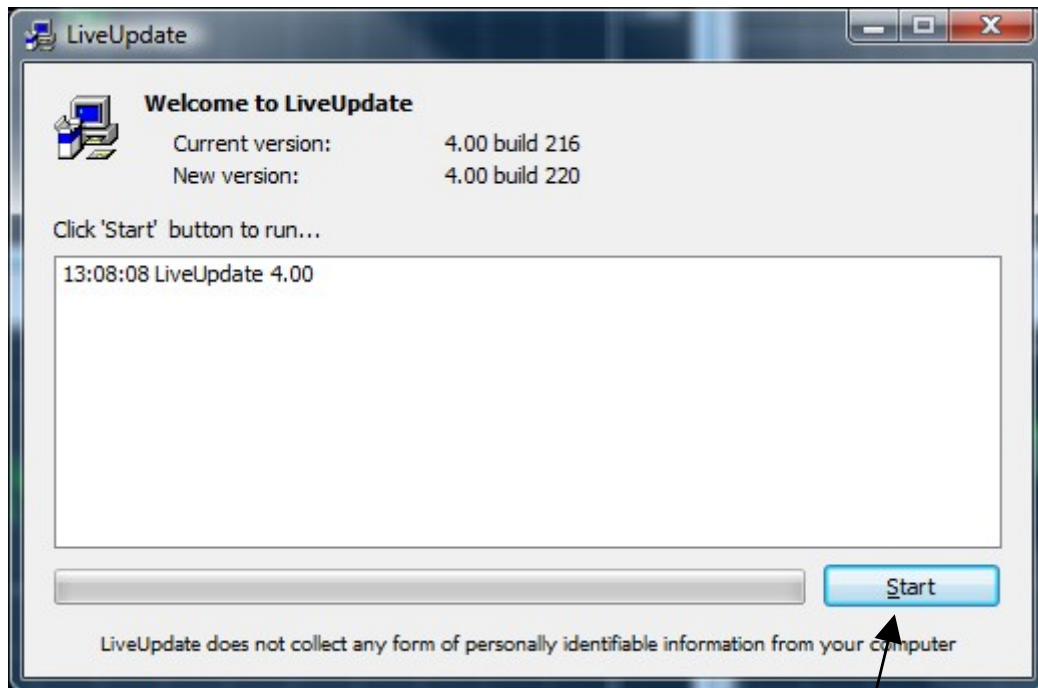 LiveUpdate
Welcome to LiveUpdate
Current version: 4.00 build 216
New version: 4.00 build 220
Click 'Start' button to run...
13:08:08 LiveUpdate 4.00
Start
LiveUpdate does not collect any form of personally identifiable information from your computer